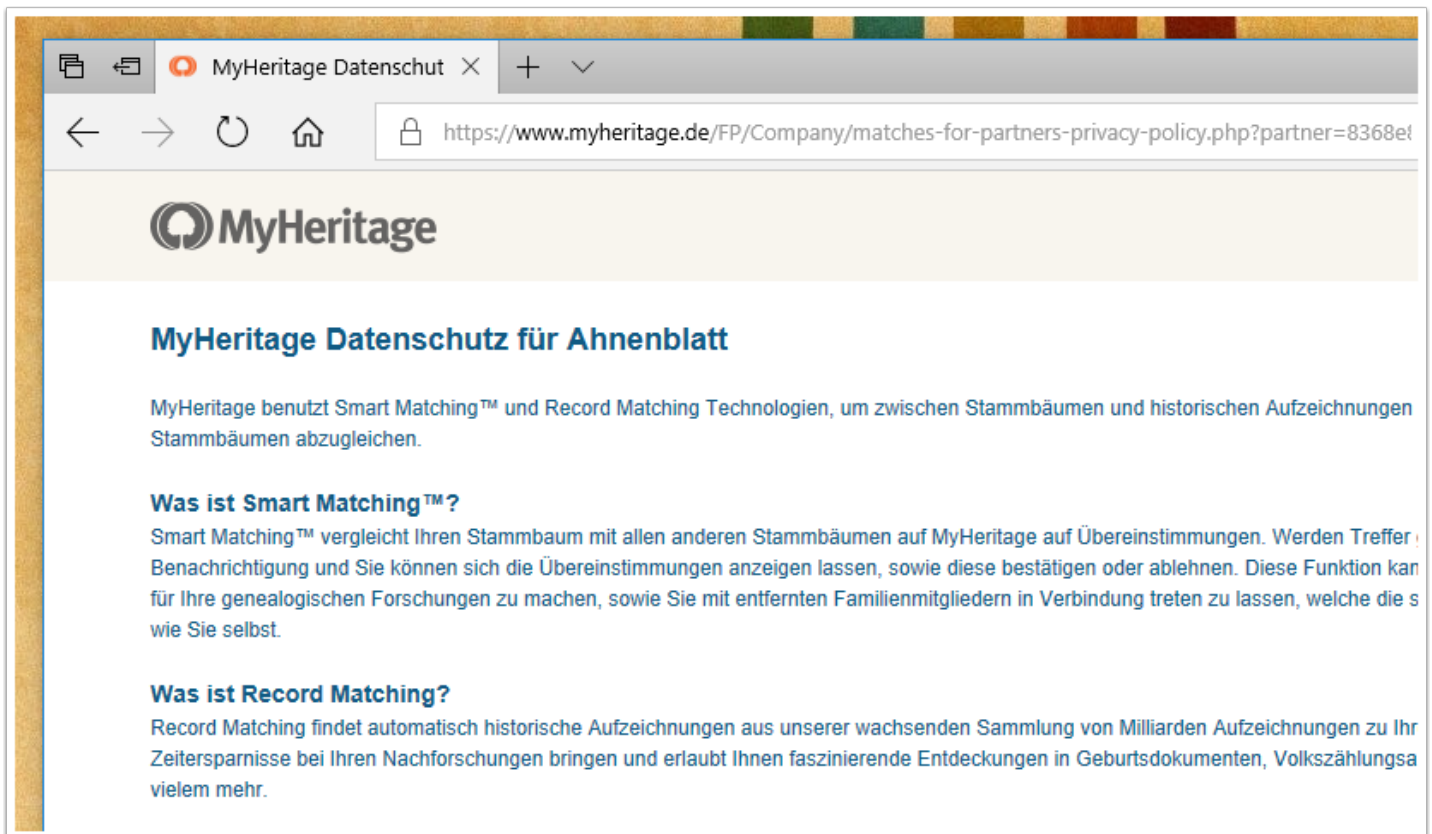 MyHeritage Datenschut
https://www.myheritage.de/FP/Company/matches-for-partners-privacy-policy.php?partner=8368e
MyHeritage
MyHeritage Datenschutz für Ahnenblatt
MyHeritage benutzt Smart Matching™ und Record Matching Technologien, um zwischen Stammbäumen und historischen Aufzeichnungen
Stammbäumen abzugleichen.
Was ist Smart Matching™?
Smart Matching™ vergleicht Ihren Stammbaum mit allen anderen Stammbäumen auf MyHeritage auf Übereinstimmungen. Werden Treffer
Benachrichtigung und Sie können sich die Übereinstimmungen anzeigen lassen, sowie diese bestätigen oder ablehnen. Diese Funktion kan
für Ihre genealogischen Forschungen zu machen, sowie Sie mit entfernten Familienmitgliedern in Verbindung treten zu lassen, welche die s
wie Sie selbst.
Was ist Record Matching?
Record Matching findet automatisch historische Aufzeichnungen aus unserer wachsenden Sammlung von Milliarden Aufzeichnungen zu Ihr
Zeitersparnisse bei Ihren Nachforschungen bringen und erlaubt Ihnen faszinierende Entdeckungen in Geburtsdokumenten, Volkszählungsa
vielem mehr.